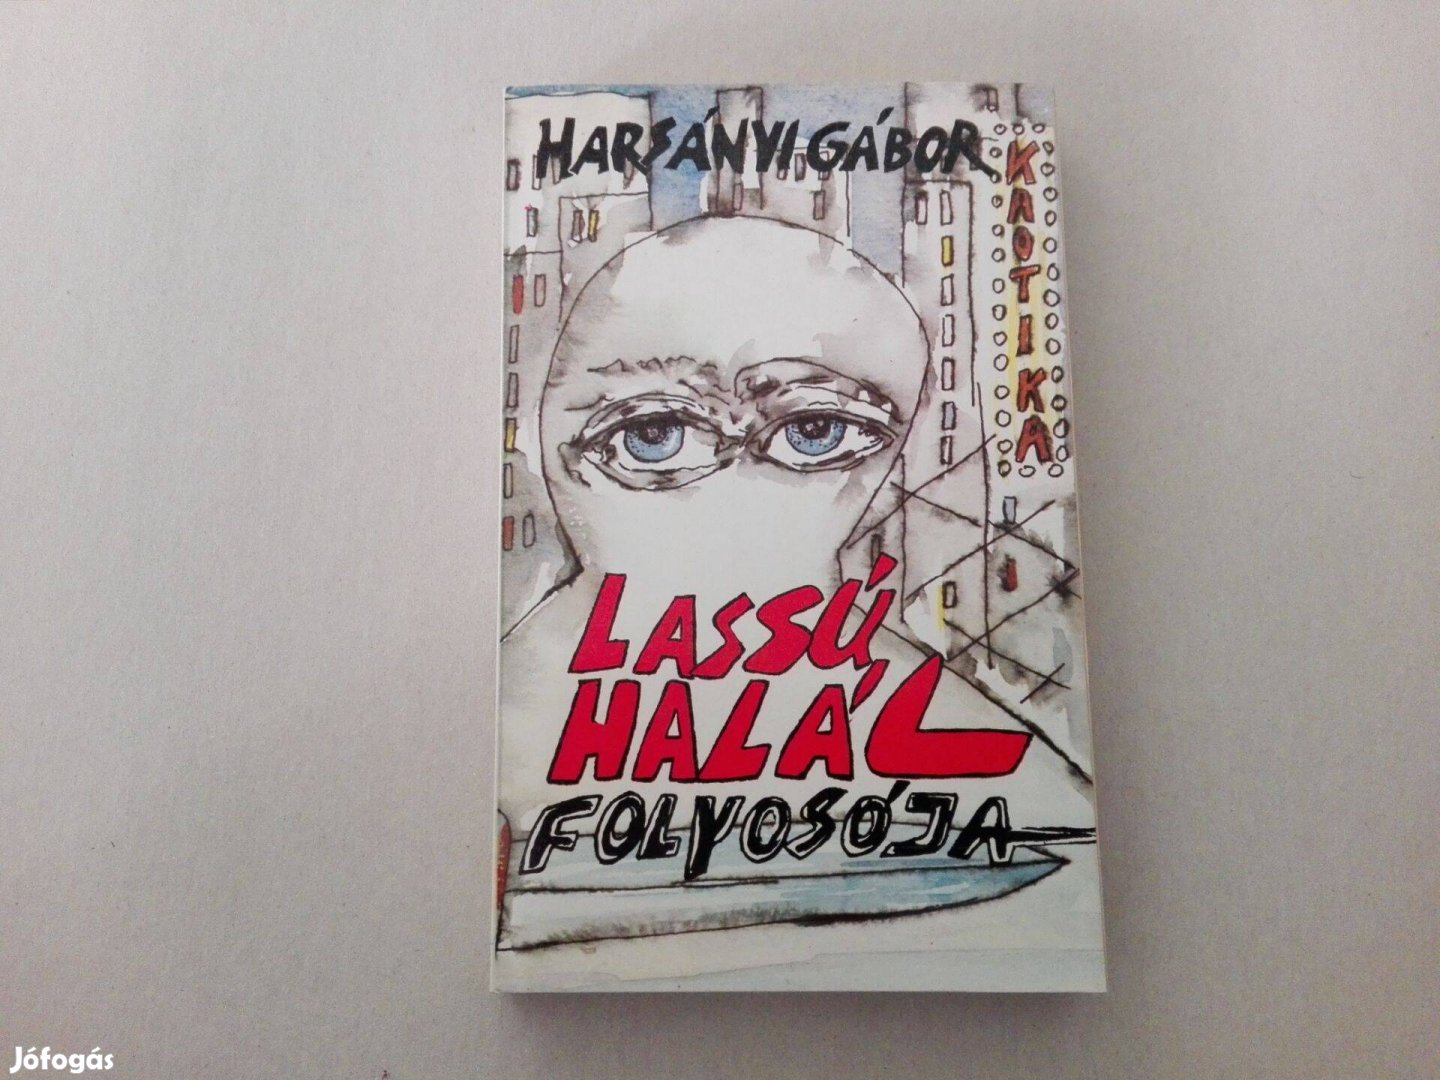 HARSÁNYI GÁBOR
KAOTIKA
LASSÚ
HALÁL
FOLYOSÓJA
Jófogás